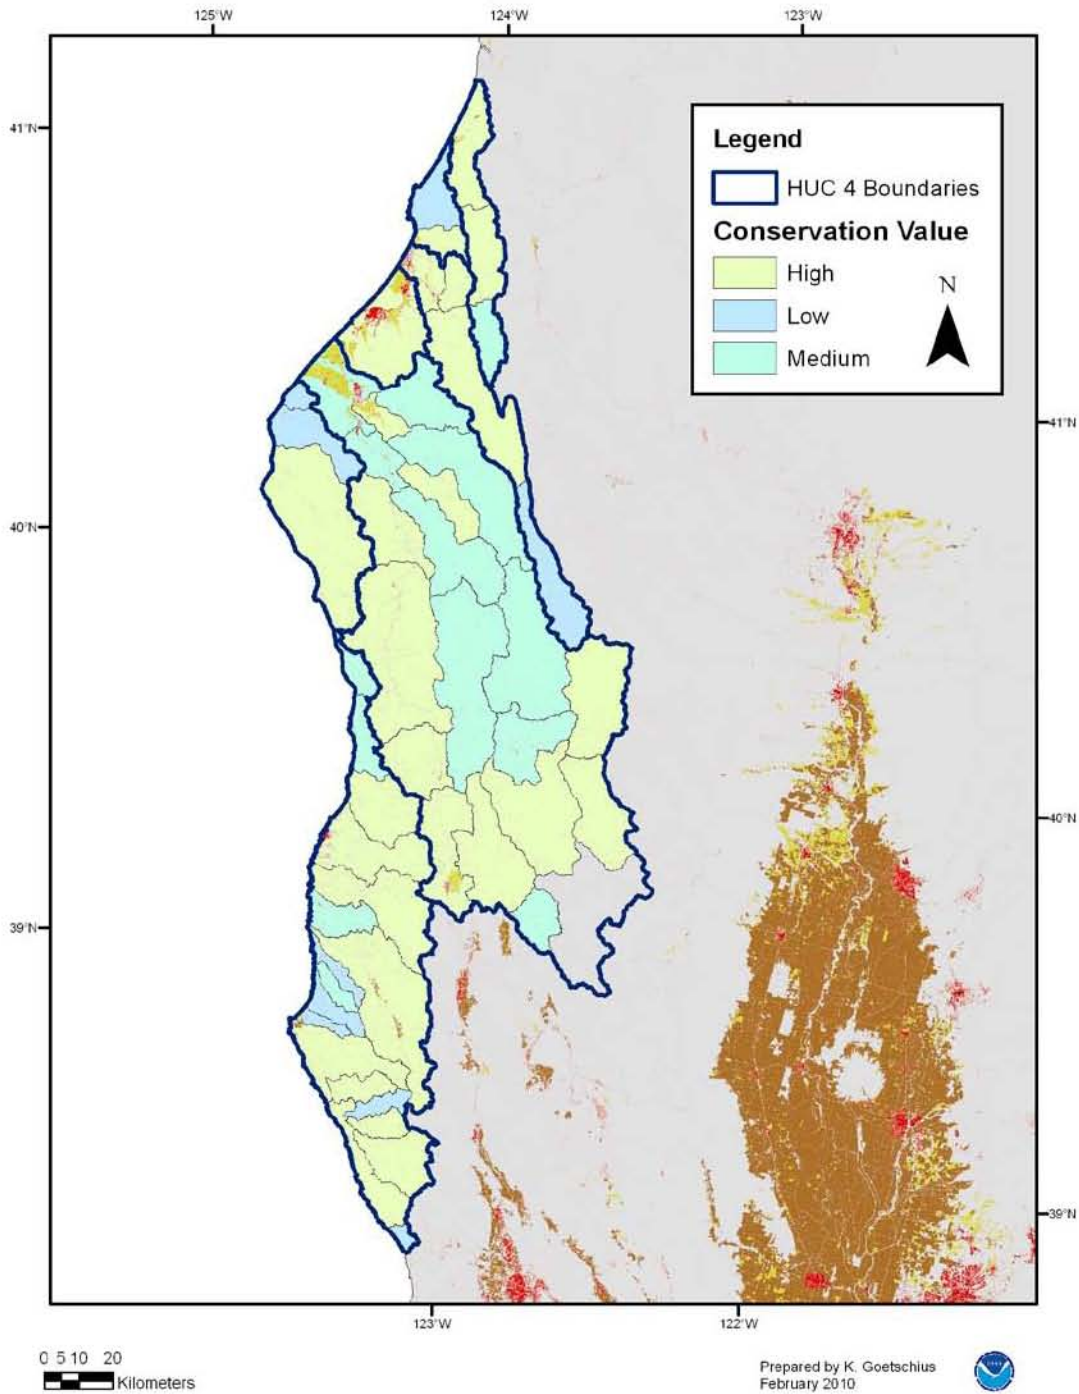 125°W
124°W
123°W
41°N
Legend
HUC 4 Boundaries
Conservation Value
High
Low
Medium
N
41°N
40°N
40°N
39°N
39°N
123°W
122°W
0 5 10 20
Kilometers
Prepared by K. Goetschius
February 2010